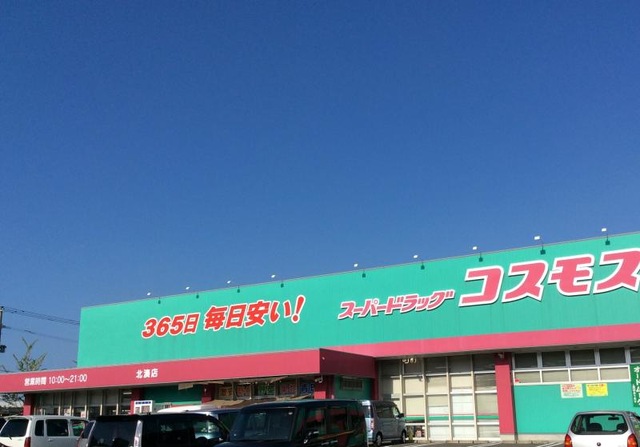 365日 毎日安い!
スーパードラッグ コスモス
営業時間 10:00~21:00
北濱店